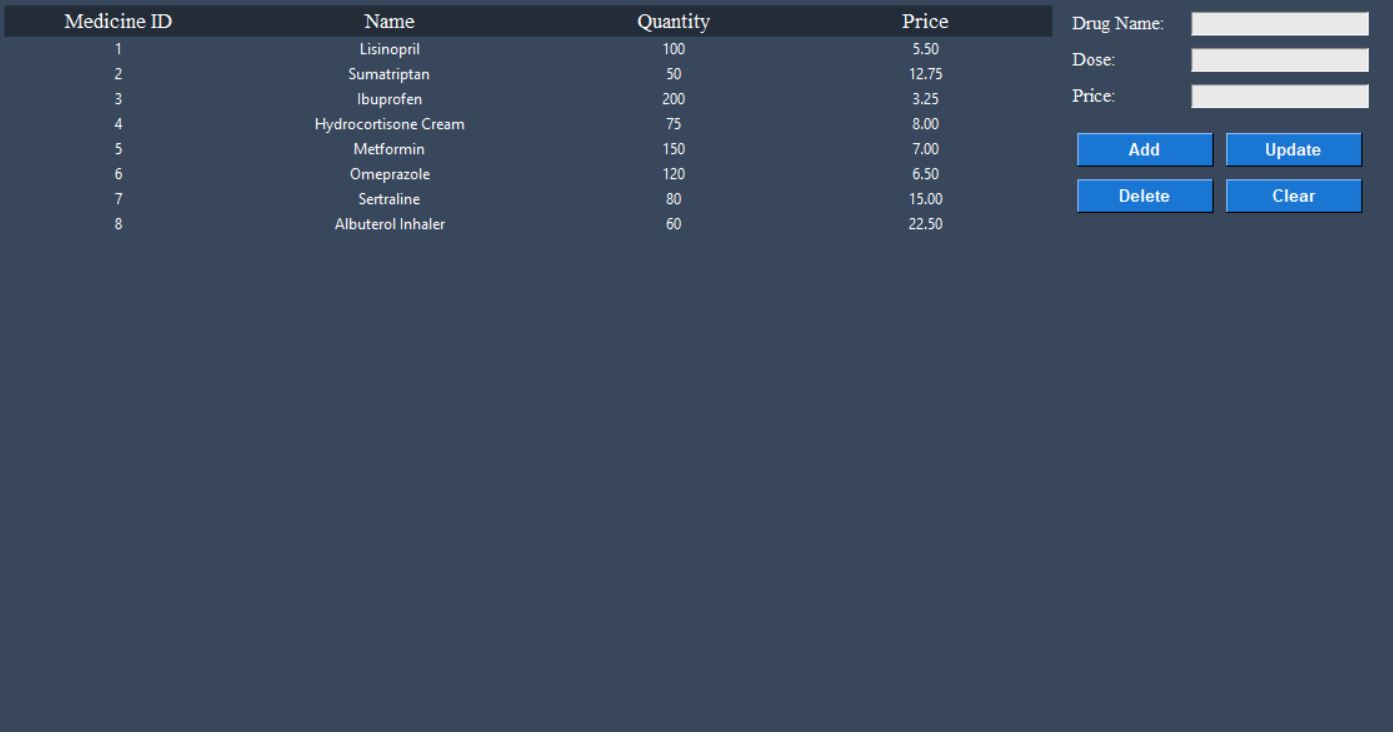 Medicine ID Name Quantity Price
1 Lisinopril 100 5.50
2 Sumatriptan 50 12.75
3 Ibuprofen 200 3.25
4 Hydrocortisone Cream 75 8.00
5 Metformin 150 7.00
6 Omeprazole 120 6.50
7 Sertraline 80 15.00
8 Albuterol Inhaler 60 22.50
Drug Name:
Dose:
Price:
Add Update
Delete Clear